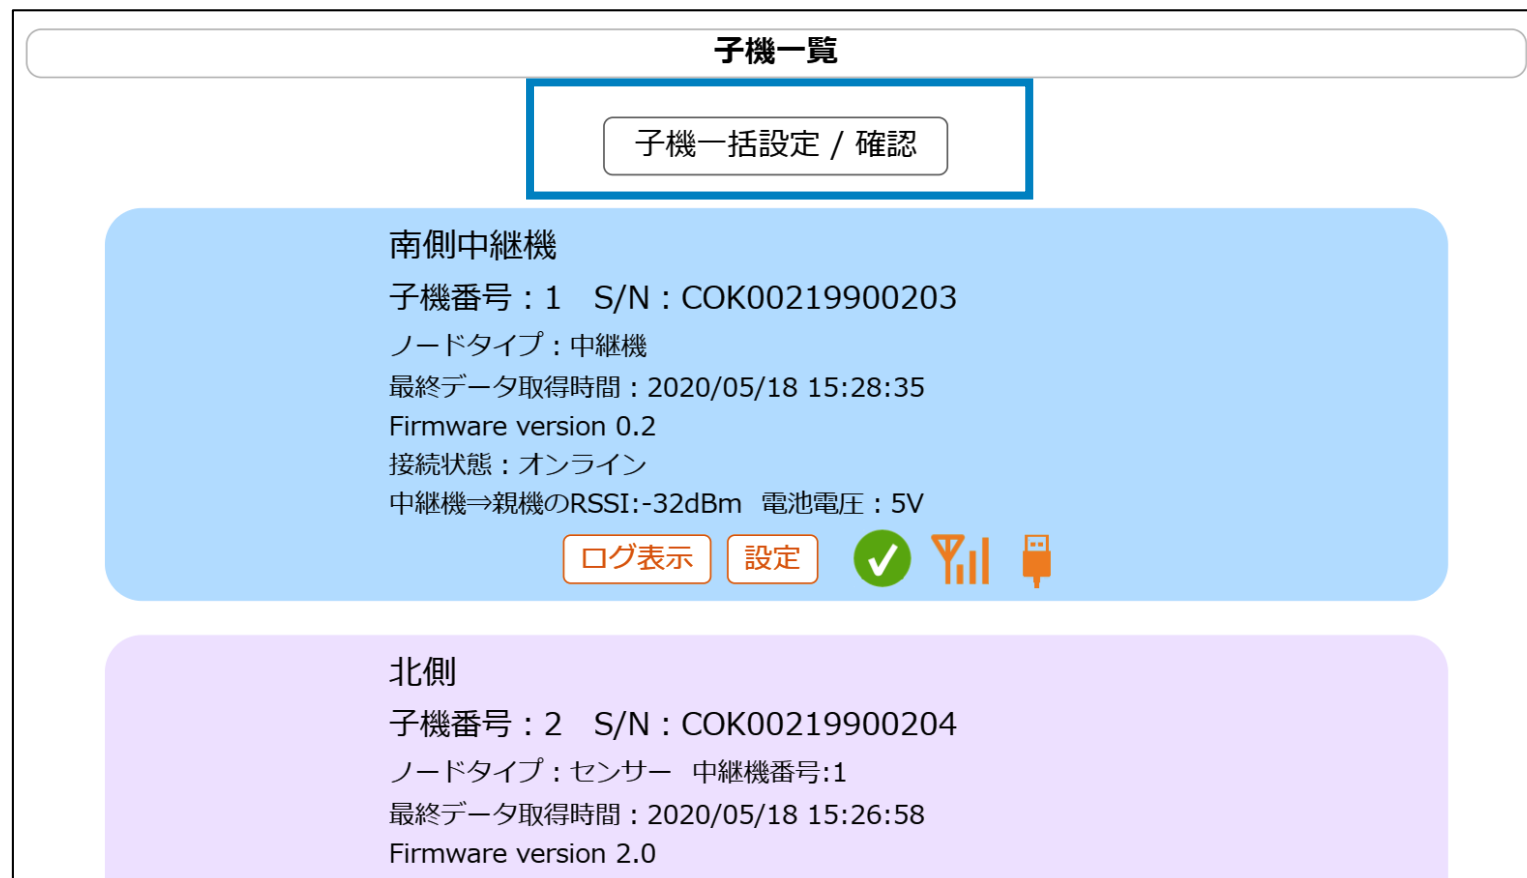 子機一覧
子機一括設定 / 確認
南側中継機
子機番号：1　S/N：COK00219900203
ノードタイプ：中継機
最終データ取得時間：2020/05/18 15:28:35
Firmware version 0.2
接続状態：オンライン
中継機⇒親機のRSSI:-32dBm  電池電圧：5V
ログ表示 設定
北側
子機番号：2　S/N：COK00219900204
ノードタイプ：センサー  中継機番号:1
最終データ取得時間：2020/05/18 15:26:58
Firmware version 2.0